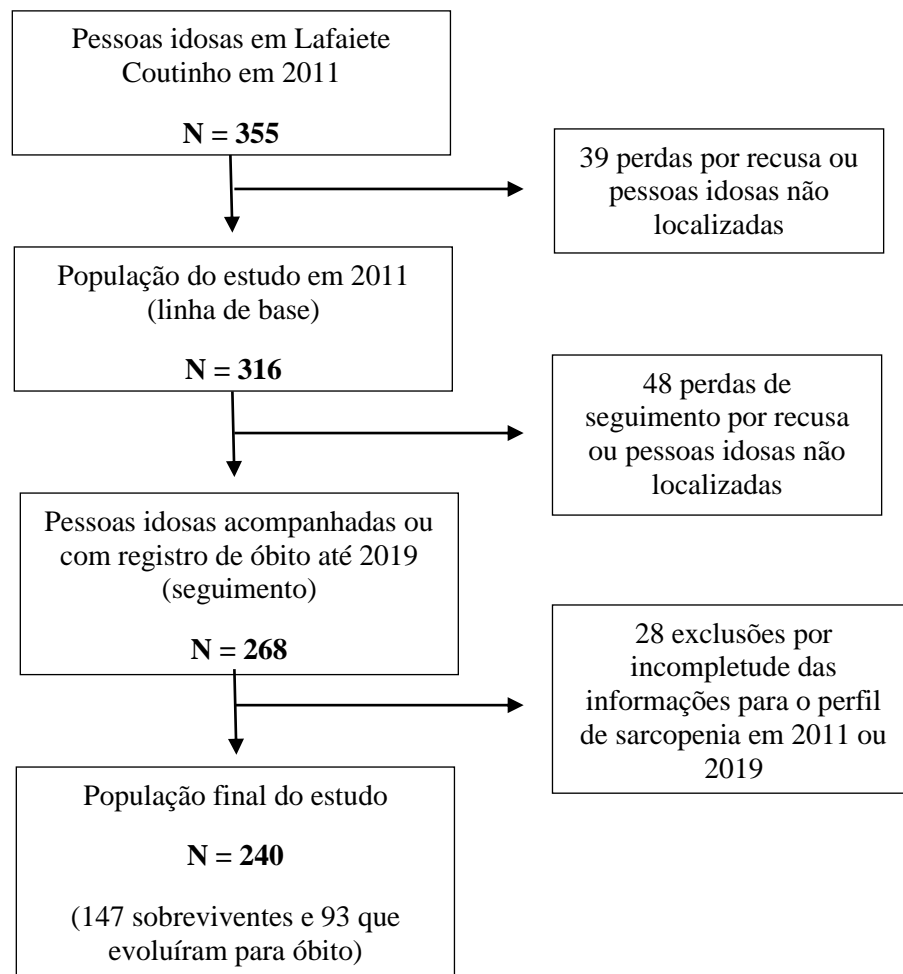 Pessoas idosas em Lafaiete
Coutinho em 2011
N = 355
39 perdas por recusa ou
pessoas idosas não
localizadas
População do estudo em 2011
(linha de base)
N = 316
48 perdas de
seguimento por recusa
ou pessoas idosas não
localizadas
Pessoas idosas acompanhadas ou
com registro de óbito até 2019
(seguimento)
N = 268
28 exclusões por
incompletude das
informações para o perfil
de sarcopenia em 2011 ou
2019
População final do estudo
N = 240
(147 sobreviventes e 93 que
evoluíram para óbito)